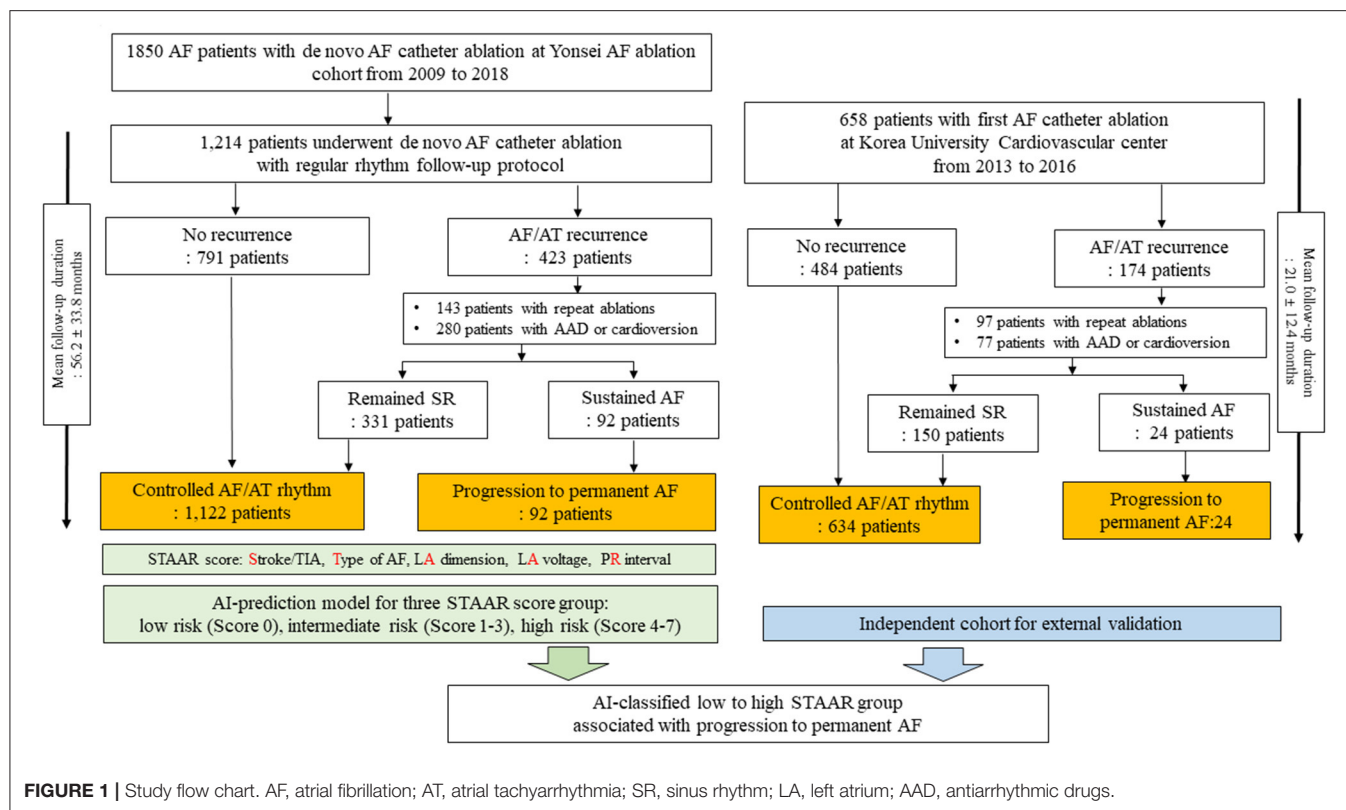 1850 AF patients with de novo AF catheter ablation at Yonsei AF ablation
cohort from 2009 to 2018
1,214 patients underwent de novo AF catheter ablation
with regular rhythm follow-up protocol
Mean follow-up duration
: 56.2 ± 33.8 months
No recurrence
: 791 patients
AF/AT recurrence
: 423 patients
• 143 patients with repeat ablations
• 280 patients with AAD or cardioversion
Remained SR
: 331 patients
Sustained AF
: 92 patients
Controlled AF/AT rhythm
: 1,122 patients
Progression to permanent AF
: 92 patients
658 patients with first AF catheter ablation
at Korea University Cardiovascular center
from 2013 to 2016
Mean follow-up duration
: 21.0 ± 12.4 months
No recurrence
: 484 patients
AF/AT recurrence
: 174 patients
• 97 patients with repeat ablations
• 77 patients with AAD or cardioversion
Remained SR
: 150 patients
Sustained AF
: 24 patients
Controlled AF/AT rhythm
: 634 patients
Progression to
permanent AF:24
STAAR score: Stroke/TIA, Type of AF, LA dimension, LA voltage, PR interval
AI-prediction model for three STAAR score group:
low risk (Score 0), intermediate risk (Score 1-3), high risk (Score 4-7)
Independent cohort for external validation
AI-classified low to high STAAR group
associated with progression to permanent AF
FIGURE 1 | Study flow chart. AF, atrial fibrillation; AT, atrial tachyarrhythmia; SR, sinus rhythm; LA, left atrium; AAD, antiarrhythmic drugs.